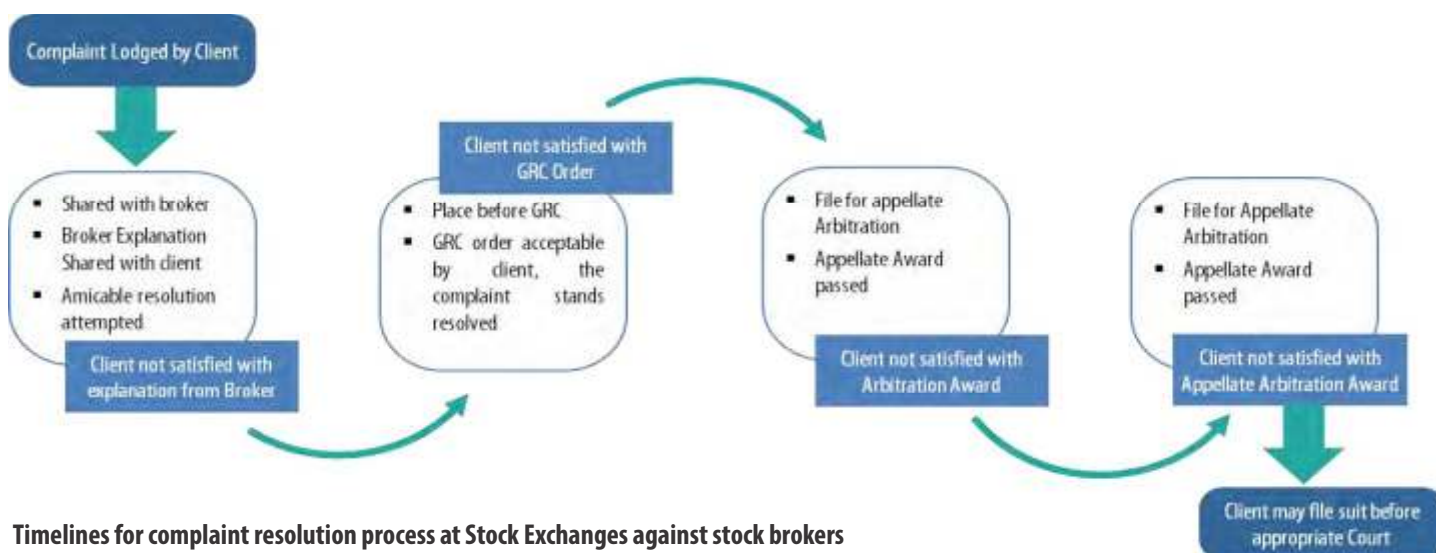 Complaint Lodged by Client
▪ Shared with broker
▪ Broker Explanation
Shared with client
▪ Amicable resolution
attempted
Client not satisfied with
explanation from Broker
Client not satisfied with
GRC Order
▪ Place before GRC
▪ GRC order acceptable
by client, the
complaint stands
resolved
▪ File for appellate
Arbitration
▪ Appellate Award
passed
Client not satisfied with
Arbitration Award
▪ File for Appellate
Arbitration
▪ Appellate Award
passed
Client not satisfied with
Appellate Arbitration Award
Client may file suit before
appropriate Court
Timelines for complaint resolution process at Stock Exchanges against stock brokers